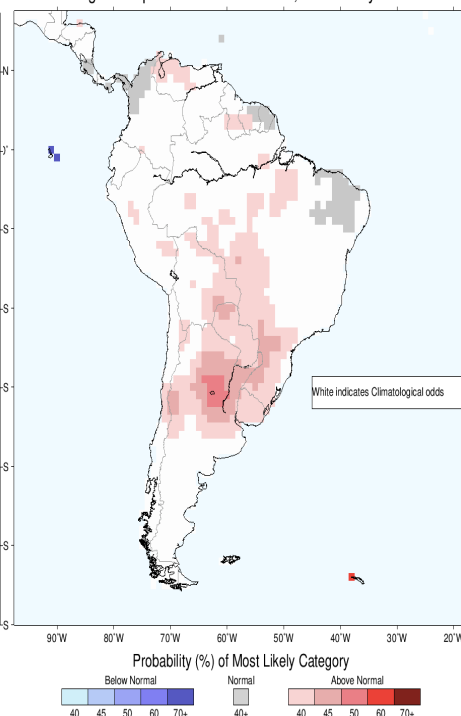 N
0°
S
S
S
S
S
S
White indicates Climatological odds
90°W 80°W 70°W 60°W 50°W 40°W 30°W 20°W
Probability (%) of Most Likely Category
Below Normal Normal Above Normal
40 45 50 60 70+ 40+ 40 45 50 60 70+